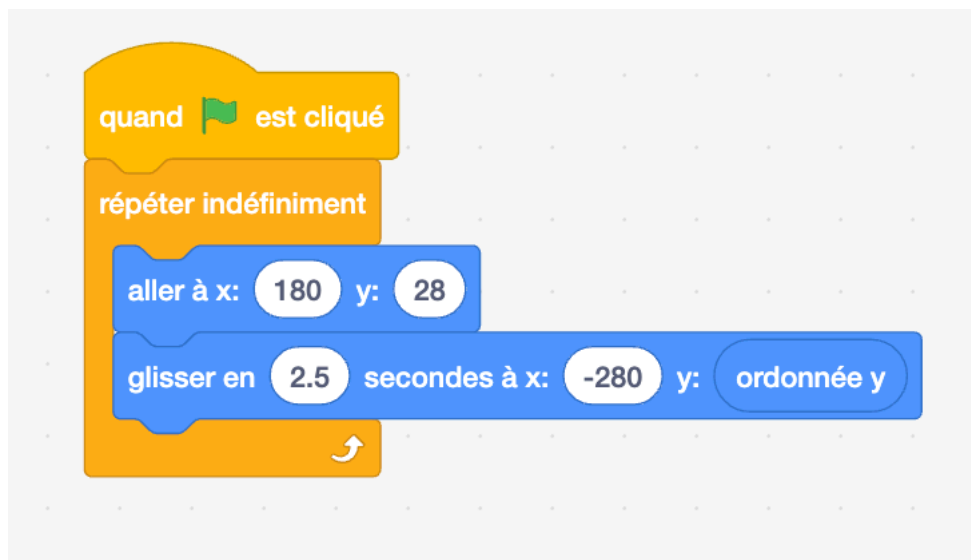 quand est cliqué
répéter indéfiniment
aller à x: 180 y: 28
glisser en 2.5 secondes à x: -280 y: ordonnée y